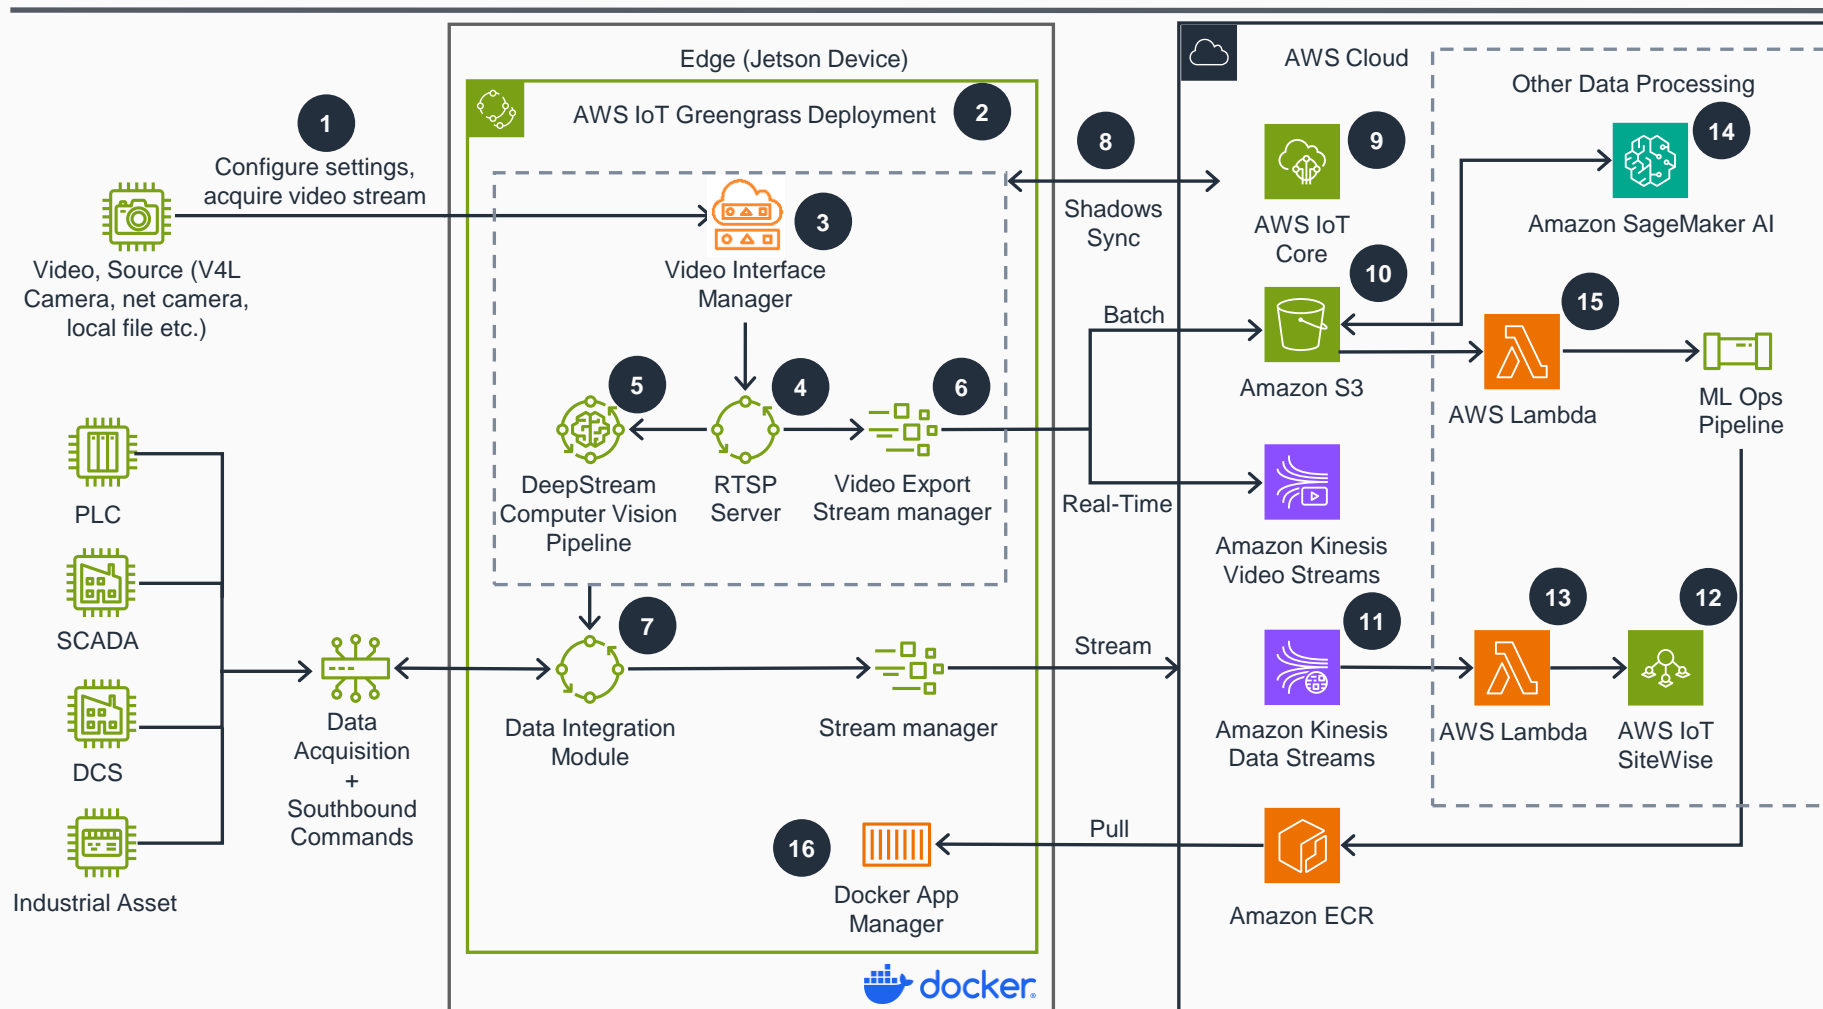 Edge (Jetson Device)
AWS Cloud
Other Data Processing
AWS IoT Greengrass Deployment
2
1
Configure settings,
acquire video stream
8
9
14
Shadows
Sync
AWS IoT
Core
Amazon SageMaker AI
3
Video Interface
Manager
Video, Source (V4L
Camera, net camera,
local file etc.)
10
Batch
15
Amazon S3
AWS Lambda
ML Ops
Pipeline
5
4
6
DeepStream
Computer Vision
Pipeline
RTSP
Server
Video Export
Stream manager
Real-Time
Amazon Kinesis
Video Streams
PLC
SCADA
DCS
Industrial Asset
Data
Acquisition
+
Southbound
Commands
7
Data Integration
Module
Stream manager
Stream
11
Amazon Kinesis
Data Streams
13
AWS Lambda
12
AWS IoT
SiteWise
16
Docker App
Manager
Pull
Amazon ECR
docker